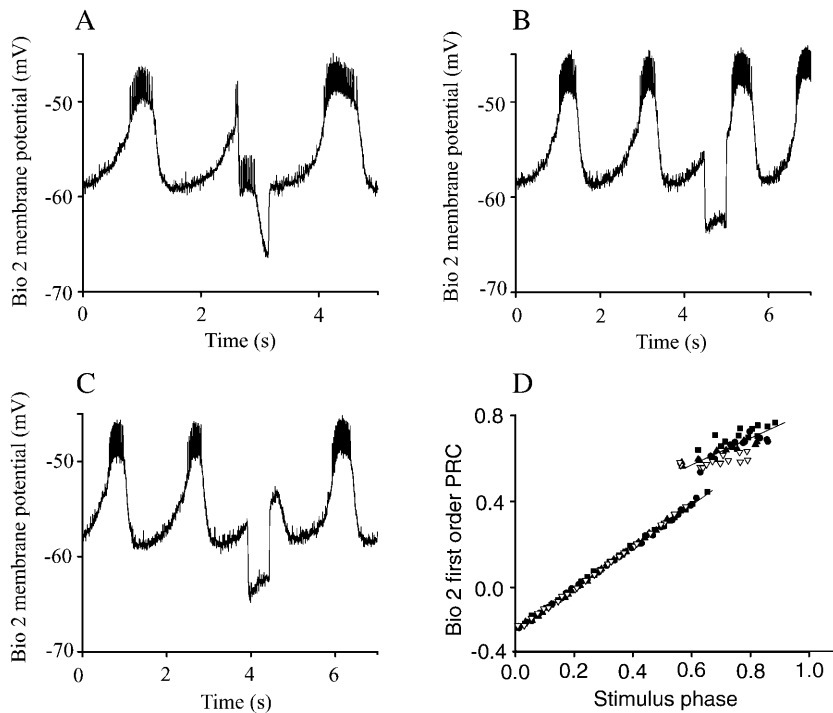 A
Bio 2 membrane potential (mV)
-50
-60
-70
0
2
4
Time (s)
B
Bio 2 membrane potential (mV)
-50
-60
-70
0
2
4
6
Time (s)
C
Bio 2 membrane potential (mV)
-50
-60
-70
0
2
4
6
Time (s)
D
Bio 2 first order PRC
0.8
0.4
0.0
-0.4
0.0
0.2
0.4
0.6
0.8
1.0
Stimulus phase